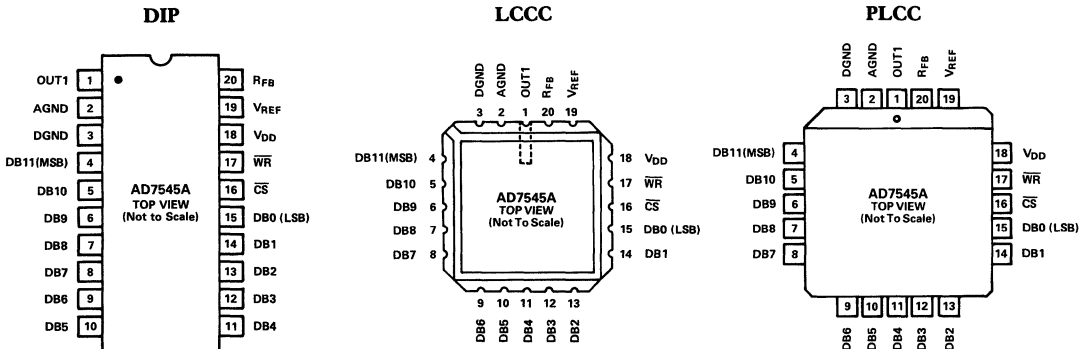 DIP
OUT1 1
AGND 2
DGND 3
DB11(MSB) 4
DB10 5
DB9 6
DB8 7
DB7 8
DB6 9
DB5 10
AD7545A
TOP VIEW
(Not to Scale)
20 RFB
19 VREF
18 VDD
17 W̅R̅
16 C̅S̅
15 DB0 (LSB)
14 DB1
13 DB2
12 DB3
11 DB4
LCCC
DGND AGND OUT1 RFB VREF
3 2 1 20 19
DB11(MSB) 4
DB10 5
DB9 6
DB8 7
DB7 8
AD7545A
TOP VIEW
(Not To Scale)
18 VDD
17 W̅R̅
16 C̅S̅
15 DB0 (LSB)
14 DB1
9 10 11 12 13
DB6 DB5 DB4 DB3 DB2
PLCC
DGND AGND OUT1 RFB VREF
3 2 1 20 19
DB11(MSB) 4
DB10 5
DB9 6
DB8 7
DB7 8
AD7545A
TOP VIEW
(Not To Scale)
18 VDD
17 W̅R̅
16 C̅S̅
15 DB0 (LSB)
14 DB1
9 10 11 12 13
DB6 DB5 DB4 DB3 DB2